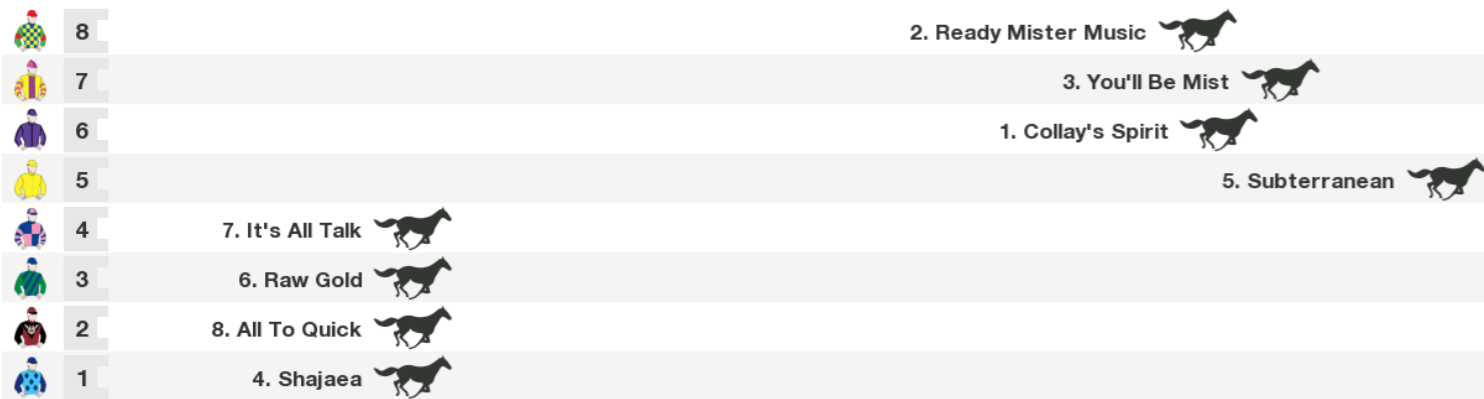 8 2. Ready Mister Music
7 3. You'll Be Mist
6 1. Collay's Spirit
5 5. Subterranean
4 7. It's All Talk
3 6. Raw Gold
2 8. All To Quick
1 4. Shajaea